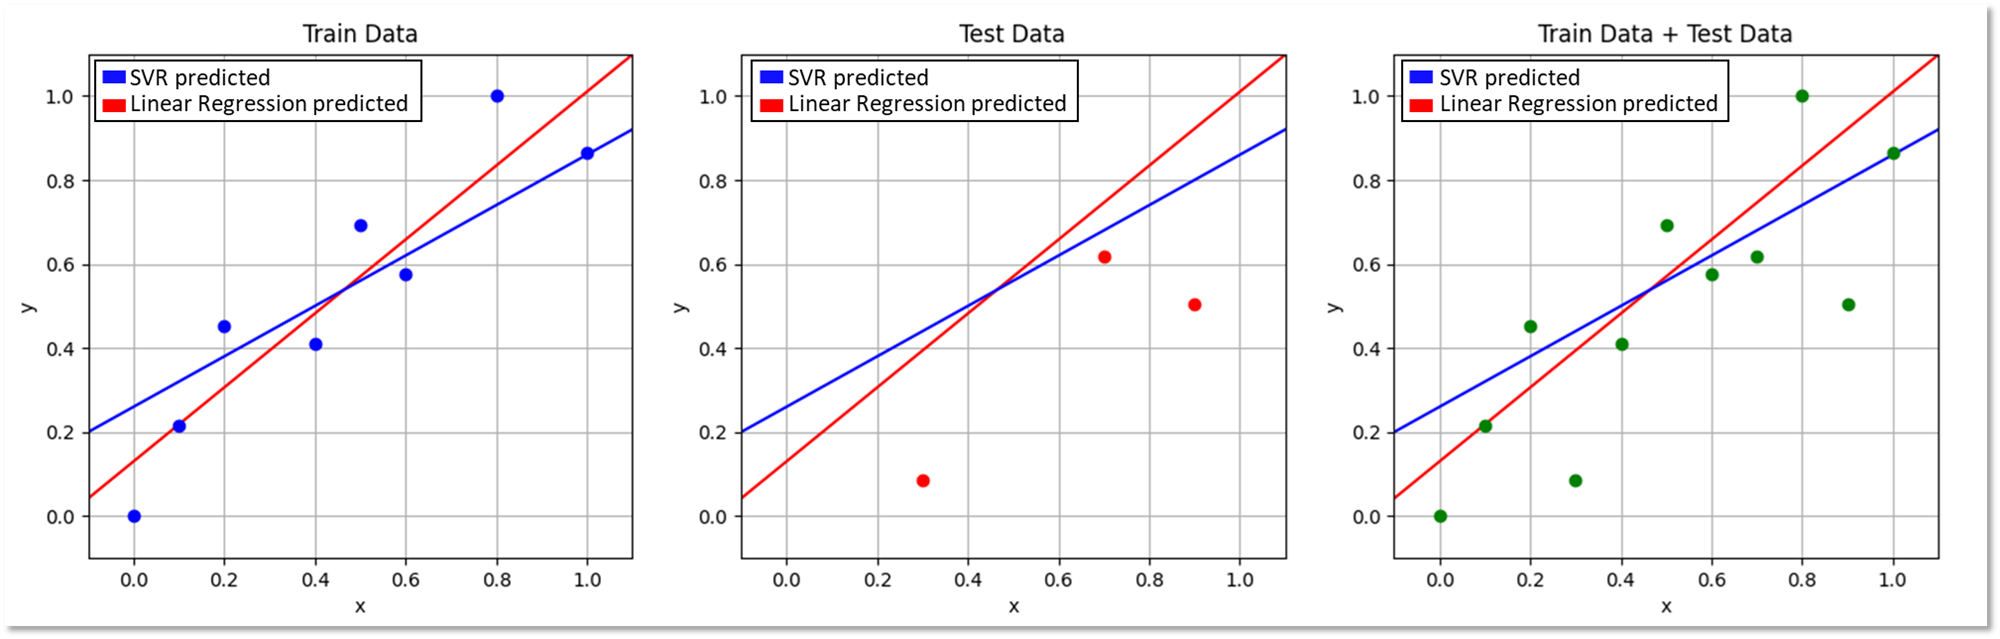 Train Data
SVR predicted
Linear Regression predicted
1.0
0.8
0.6
0.4
0.2
0.0
y
0.0 0.2 0.4 0.6 0.8 1.0
x
Test Data
SVR predicted
Linear Regression predicted
1.0
0.8
0.6
0.4
0.2
0.0
y
0.0 0.2 0.4 0.6 0.8 1.0
x
Train Data + Test Data
SVR predicted
Linear Regression predicted
1.0
0.8
0.6
0.4
0.2
0.0
y
0.0 0.2 0.4 0.6 0.8 1.0
x